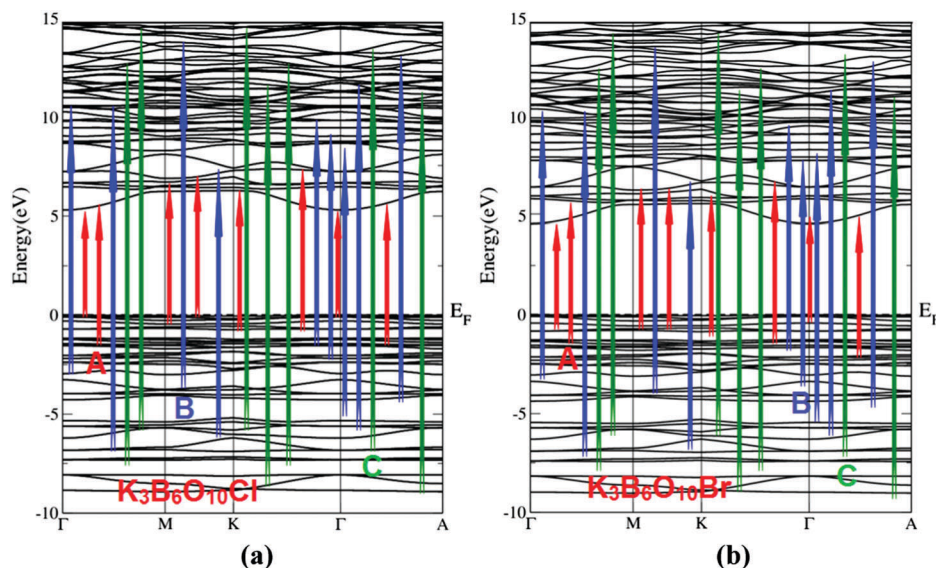 15
10
5
0
-5
-10
Energy(eV)
E_F
A
B
C
K₃B₆O₁₀Cl
Γ M K Γ A
(a)
15
10
5
0
-5
-10
Energy(eV)
E_F
A
B
C
K₃B₆O₁₀Br
Γ M K Γ A
(b)